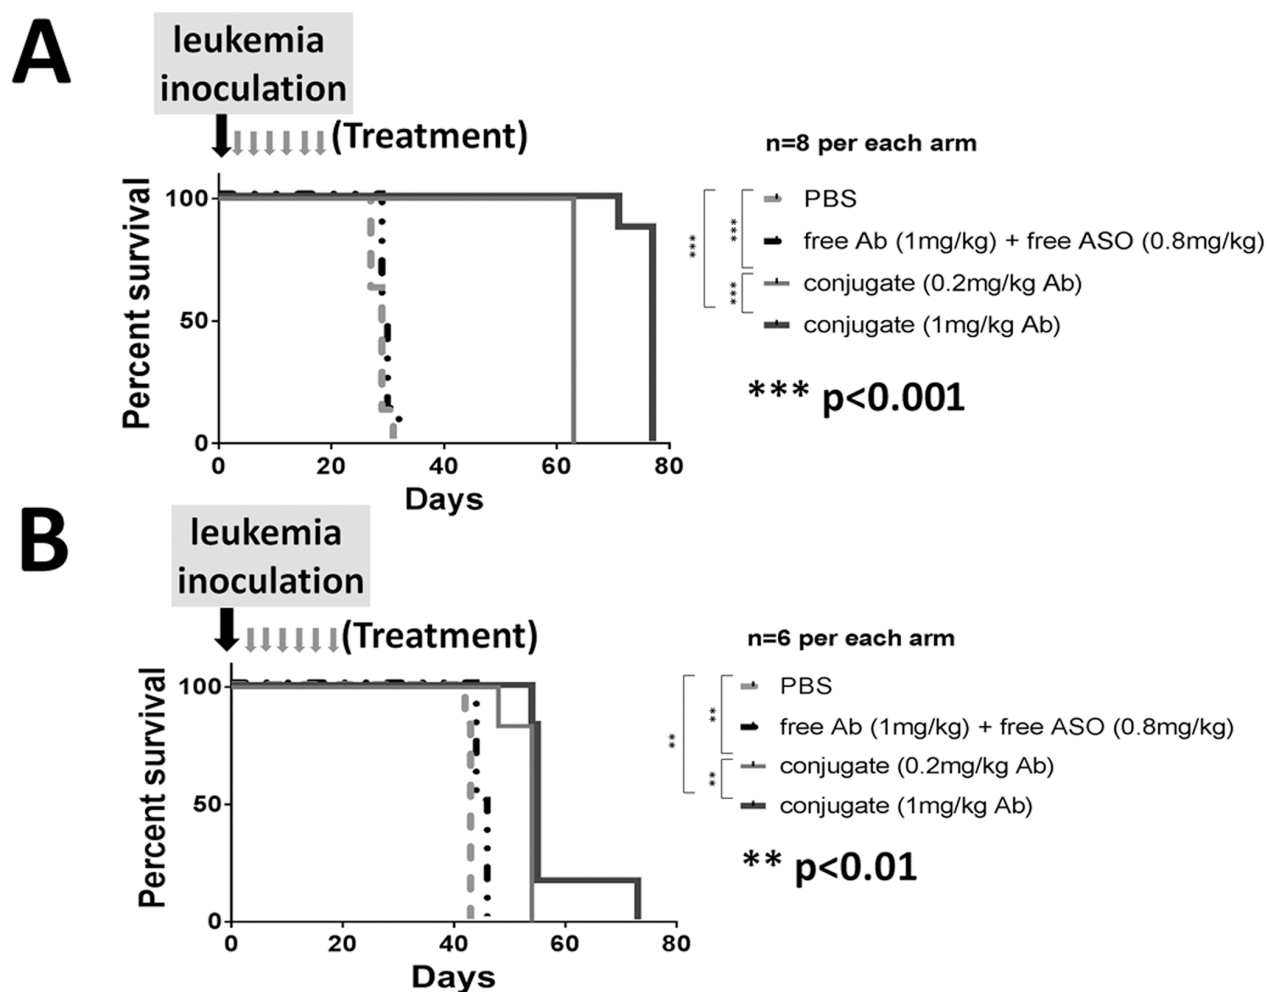 A
leukemia
inoculation
(Treatment)
n=8 per each arm
Percent survival
100
50
0
0 20 40 60 80
Days
*** *** ***
PBS
free Ab (1mg/kg) + free ASO (0.8mg/kg)
conjugate (0.2mg/kg Ab)
conjugate (1mg/kg Ab)
*** p<0.001
B
leukemia
inoculation
(Treatment)
n=6 per each arm
Percent survival
100
50
0
0 20 40 60 80
Days
** ** **
PBS
free Ab (1mg/kg) + free ASO (0.8mg/kg)
conjugate (0.2mg/kg Ab)
conjugate (1mg/kg Ab)
** p<0.01